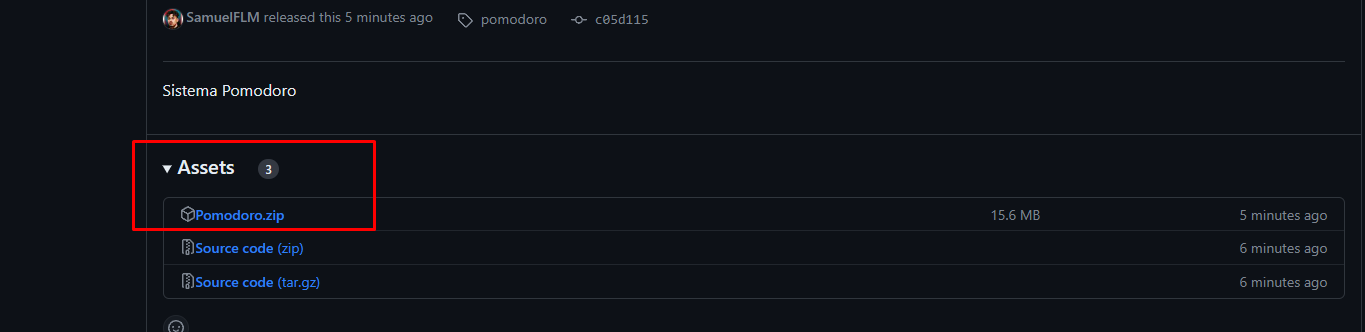 SamuelFLM released this 5 minutes ago pomodoro c05d115
Sistema Pomodoro
Assets 3
Pomodoro.zip 15.6 MB 5 minutes ago
Source code (zip) 6 minutes ago
Source code (tar.gz) 6 minutes ago